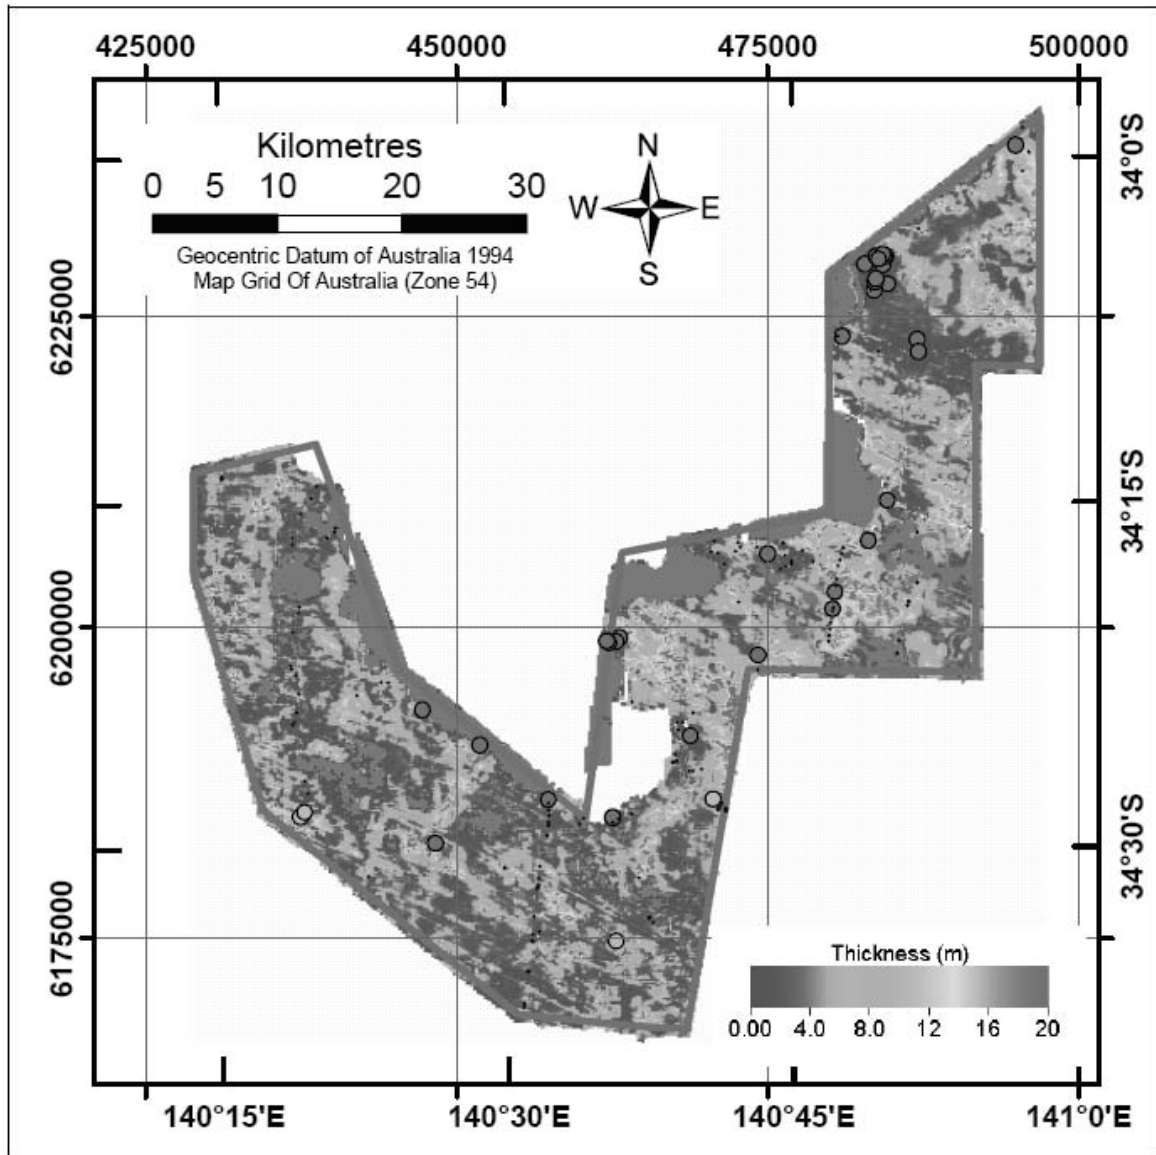 425000 450000 475000 500000
Kilometres
0 5 10 20 30
N
W E
S
Geocentric Datum of Australia 1994
Map Grid Of Australia (Zone 54)
6225000
6200000
6175000
34°0'S
34°15'S
34°30'S
Thickness (m)
0.00 4.0 8.0 12 16 20
140°15'E 140°30'E 140°45'E 141°0'E